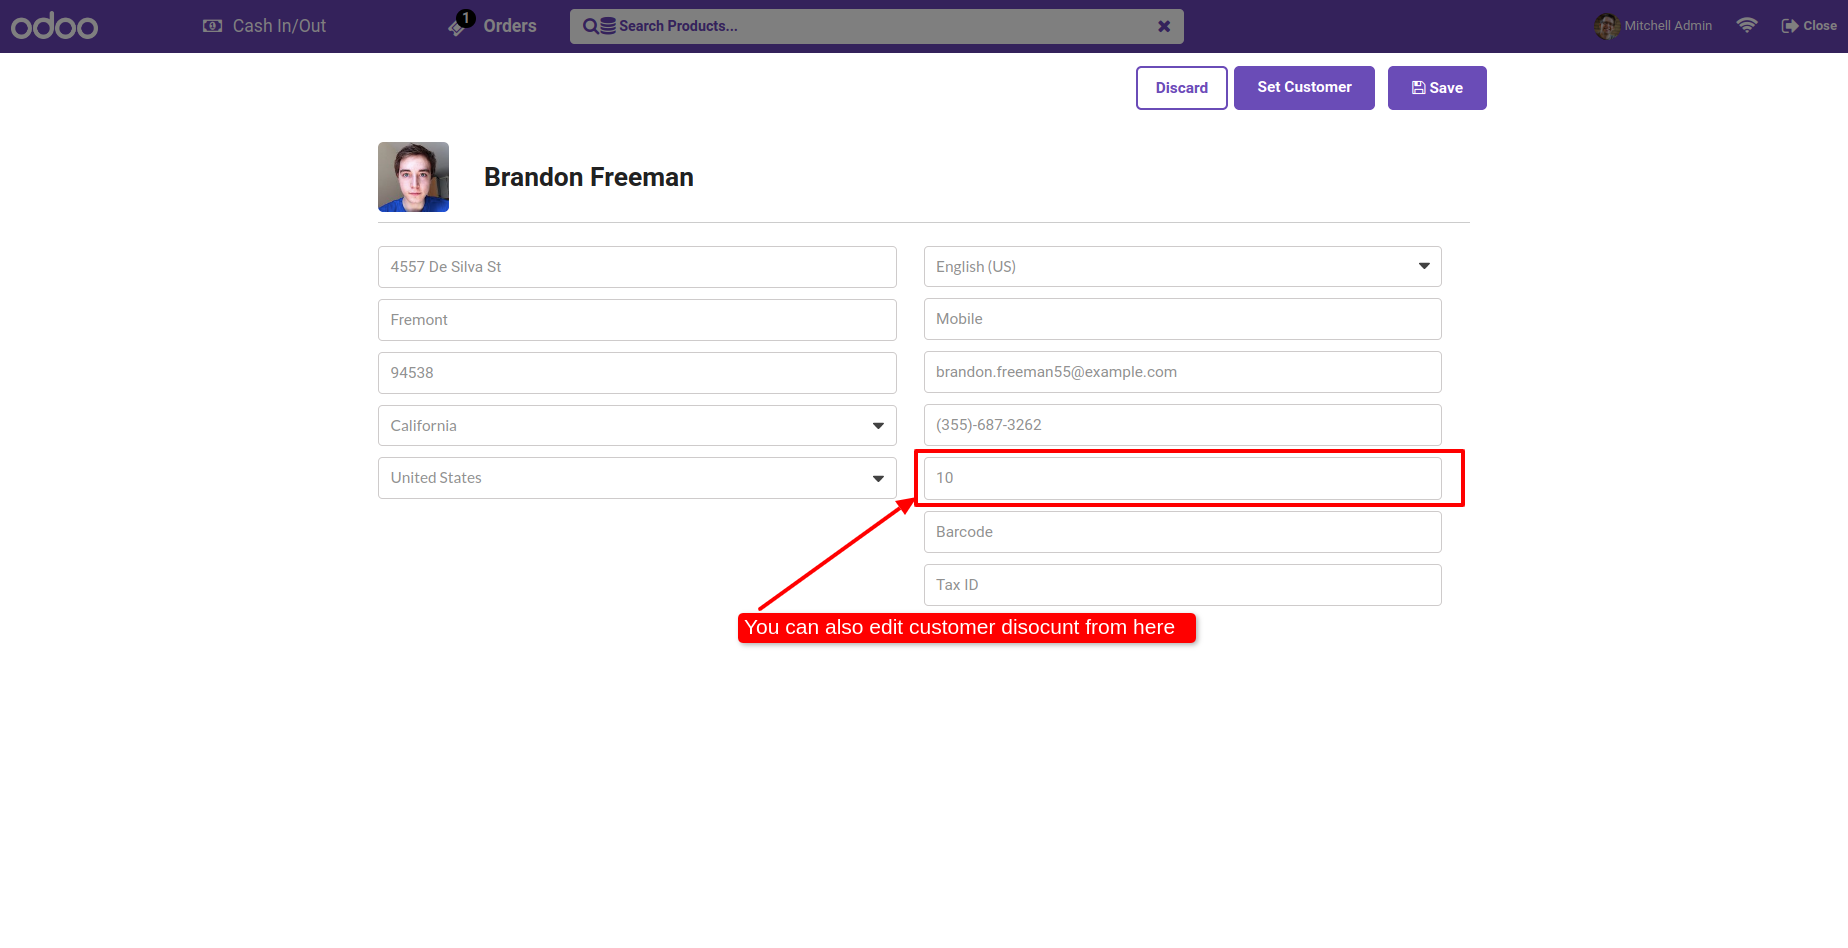 odoo
Cash In/Out
1
Orders
Search Products...
Mitchell Admin
Close
Discard
Set Customer
Save
Brandon Freeman
4557 De Silva St
English (US)
Fremont
Mobile
94538
brandon.freeman55@example.com
California
(355)-687-3262
United States
10
Barcode
Tax ID
You can also edit customer disocunt from here